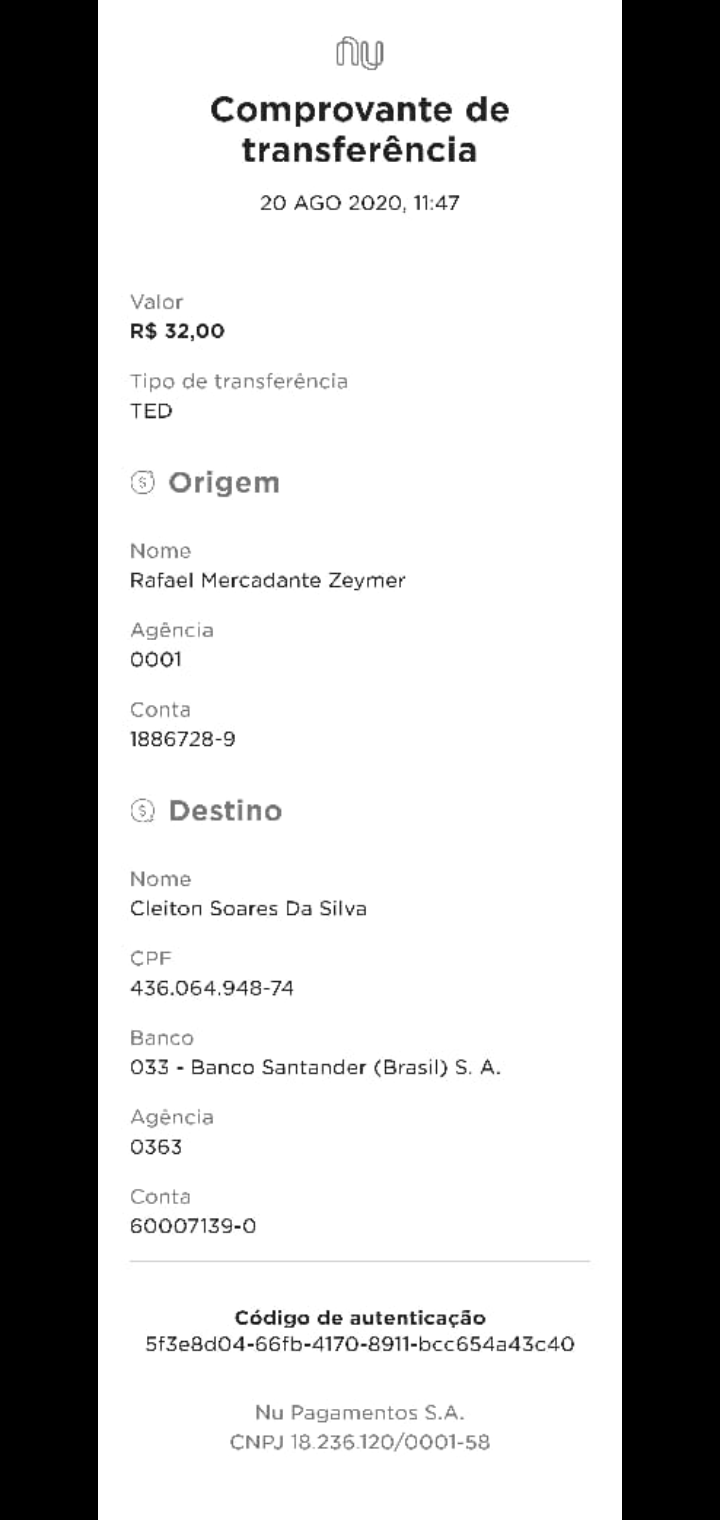 nu
Comprovante de
transferência
20 AGO 2020, 11:47
Valor
R$ 32,00
Tipo de transferência
TED
Origem
Nome
Rafael Mercadante Zeymer
Agência
0001
Conta
1886728-9
Destino
Nome
Cleiton Soares Da Silva
CPF
436.064.948-74
Banco
033 - Banco Santander (Brasil) S. A.
Agência
0363
Conta
60007139-0
Código de autenticação
5f3e8d04-66fb-4170-8911-bcc654a43c40
Nu Pagamentos S.A.
CNPJ 18.236.120/0001-58